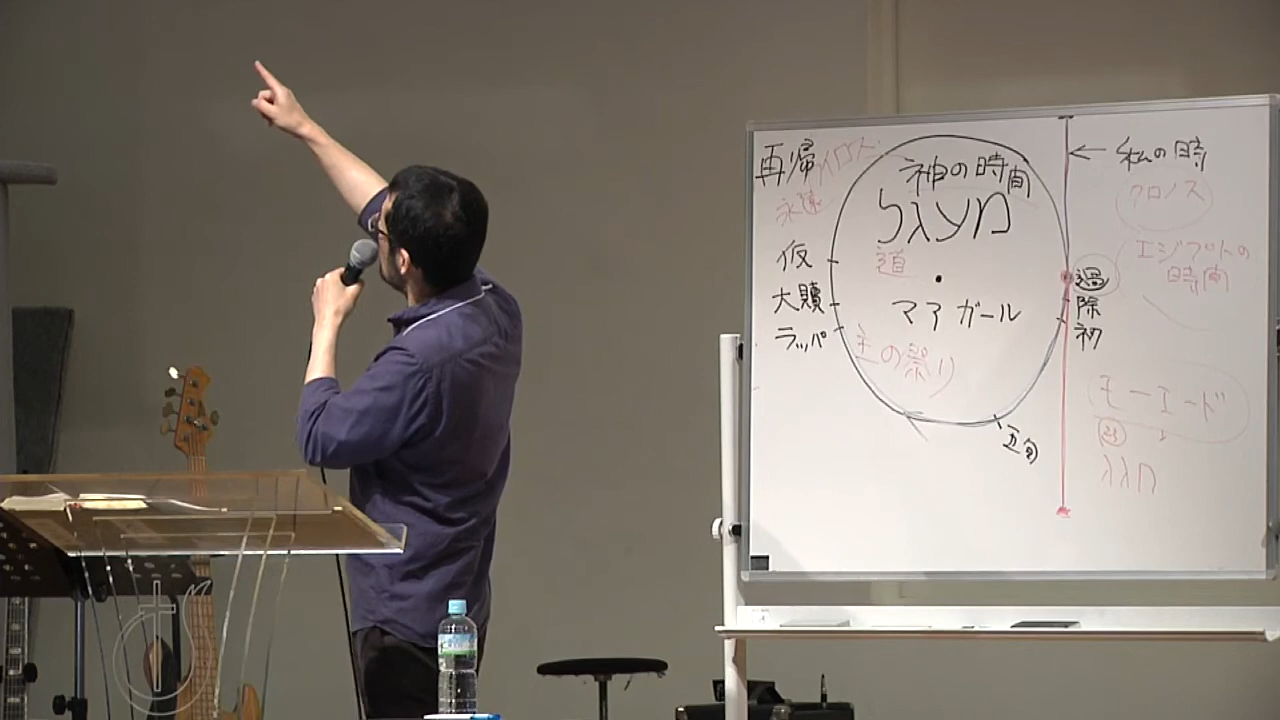 再帰
永遠
仮
大贖
ラッパ
神の時間
道
マアガール
主の祭り
五旬
← 私の時
クロノス
エジプトの
時間
過
除
初
モーエード